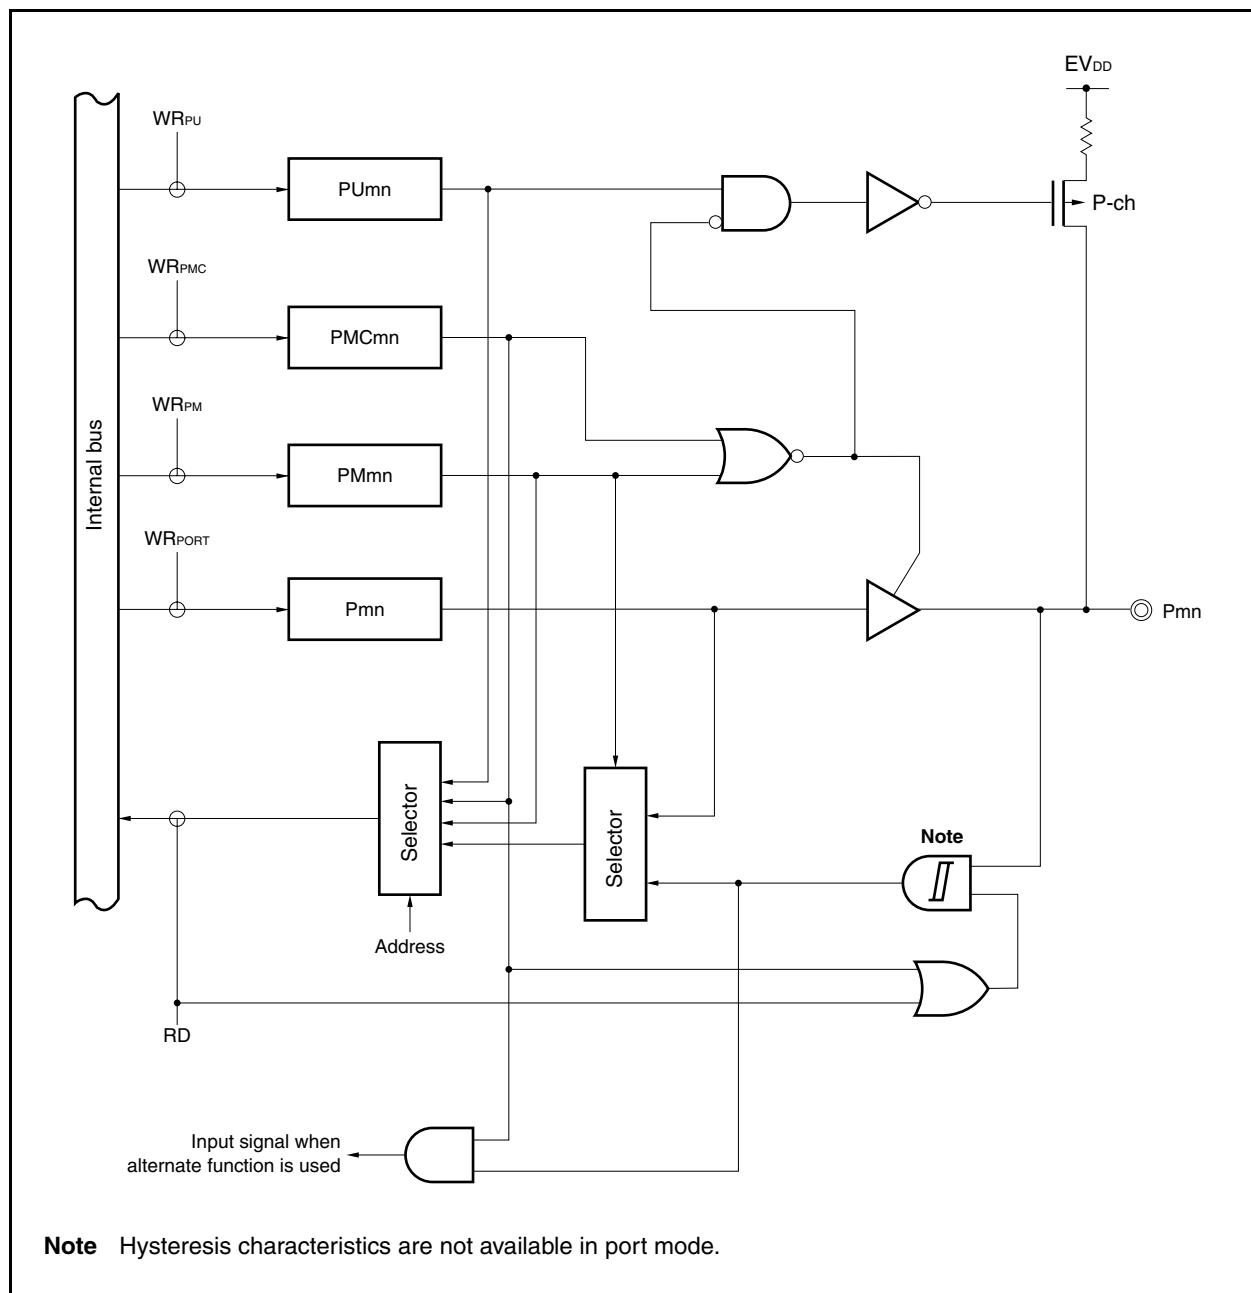 EVDD
WRPU
PUmn
P-ch
WRPMC
PMCmn
WRPM
PMmn
Internal bus
WRPORT
Pmn
Pmn
Selector
Selector
Note
Address
RD
Input signal when
alternate function is used
Note Hysteresis characteristics are not available in port mode.